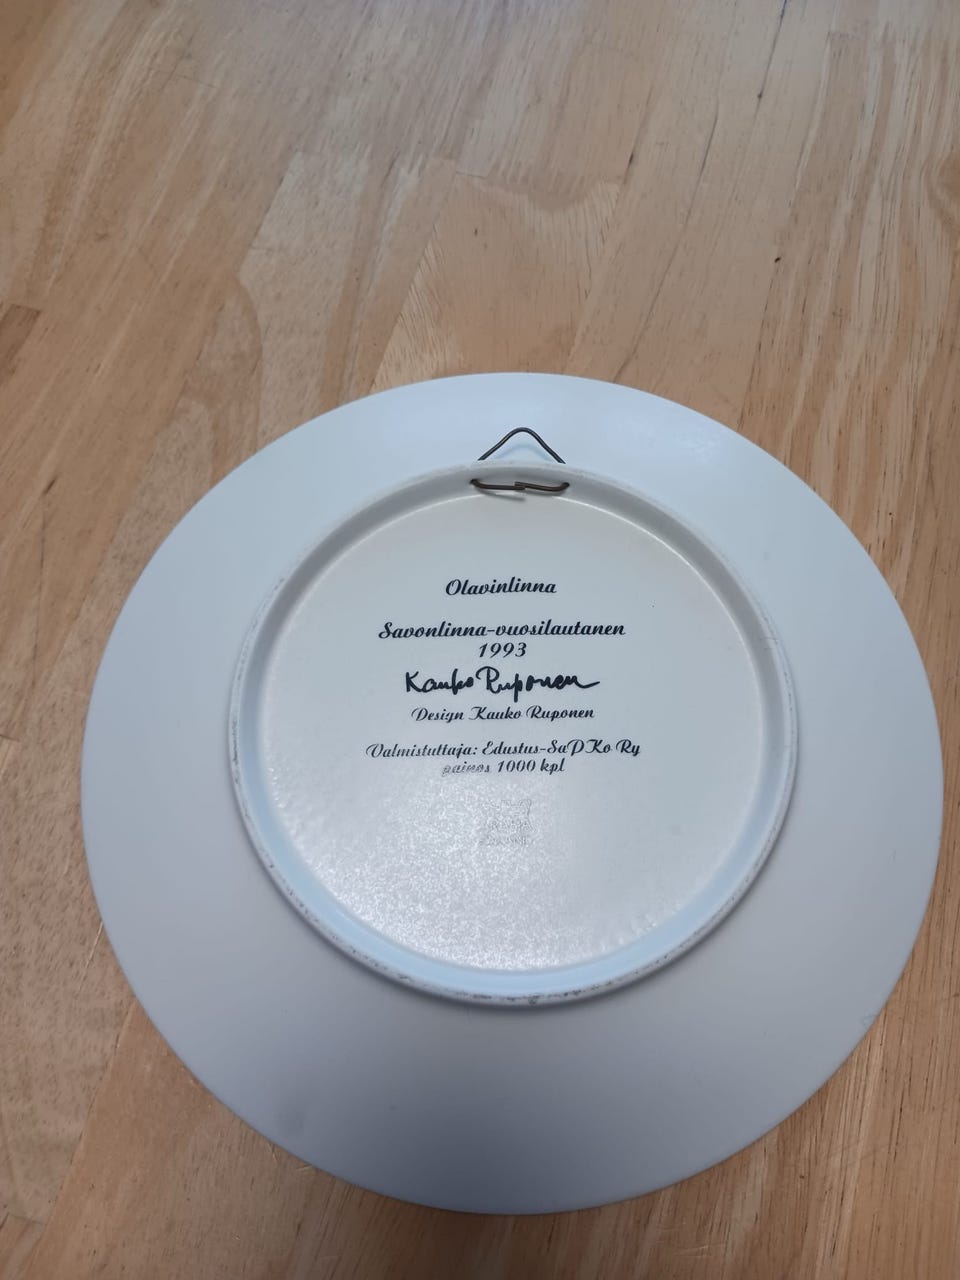 Olavinlinna
Savonlinna-vuosilautanen
1993
Kauko Ruponen
Design Kauko Ruponen
Valmistuttaja: Edustus-SaPKo Ry
painos 1000 kpl